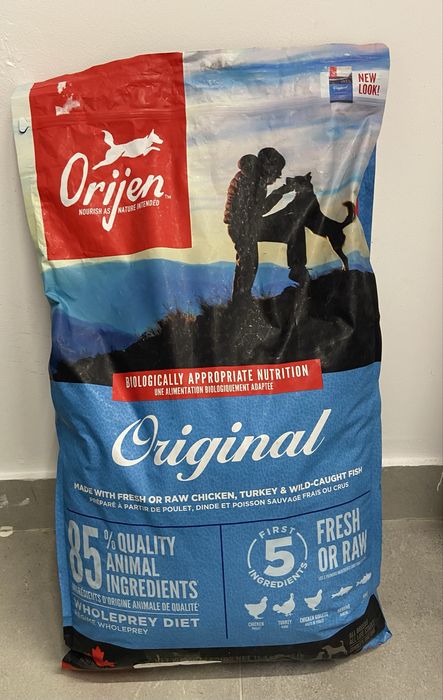 NEW
LOOK!
Orijen
NOURISH AS NATURE INTENDED
BIOLOGICALLY APPROPRIATE NUTRITION
UNE ALIMENTATION BIOLOGIQUEMENT ADAPTÉE
Original
MADE WITH FRESH OR RAW CHICKEN, TURKEY & WILD-CAUGHT FISH
PRÉPARÉ À PARTIR DE POULET, DINDE ET POISSON SAUVAGE FRAIS OU CRUS
85% QUALITY
ANIMAL
INGREDIENTS
INGRÉDIENTS D'ORIGINE ANIMALE DE QUALITÉ
WHOLEPREY DIET
RÉGIME WHOLEPREY
FIRST
5
INGREDIENTS
FRESH
OR RAW
CHICKEN
TURKEY